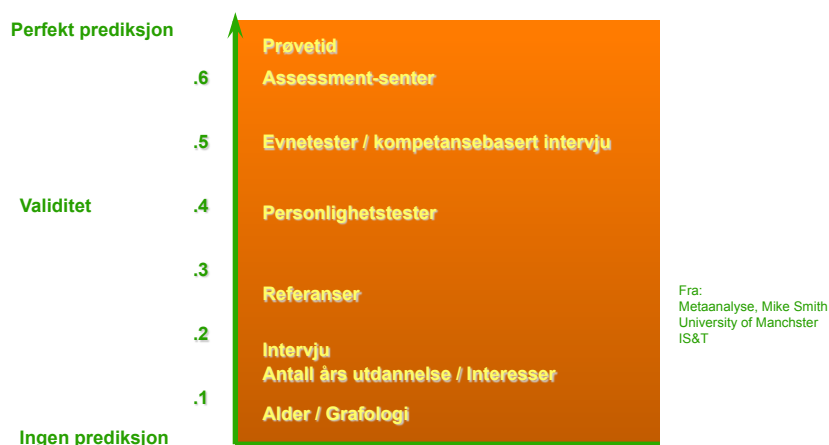 Perfekt prediksjon
Prøvetid
.6
Assessment-senter
.5
Evnetester / kompetansebasert intervju
Validitet
.4
Personlighetstester
.3
Referanser
Fra:
Metaanalyse, Mike Smith
University of Manchster
IS&T
.2
Intervju
Antall års utdannelse / Interesser
.1
Alder / Grafologi
Ingen prediksjon